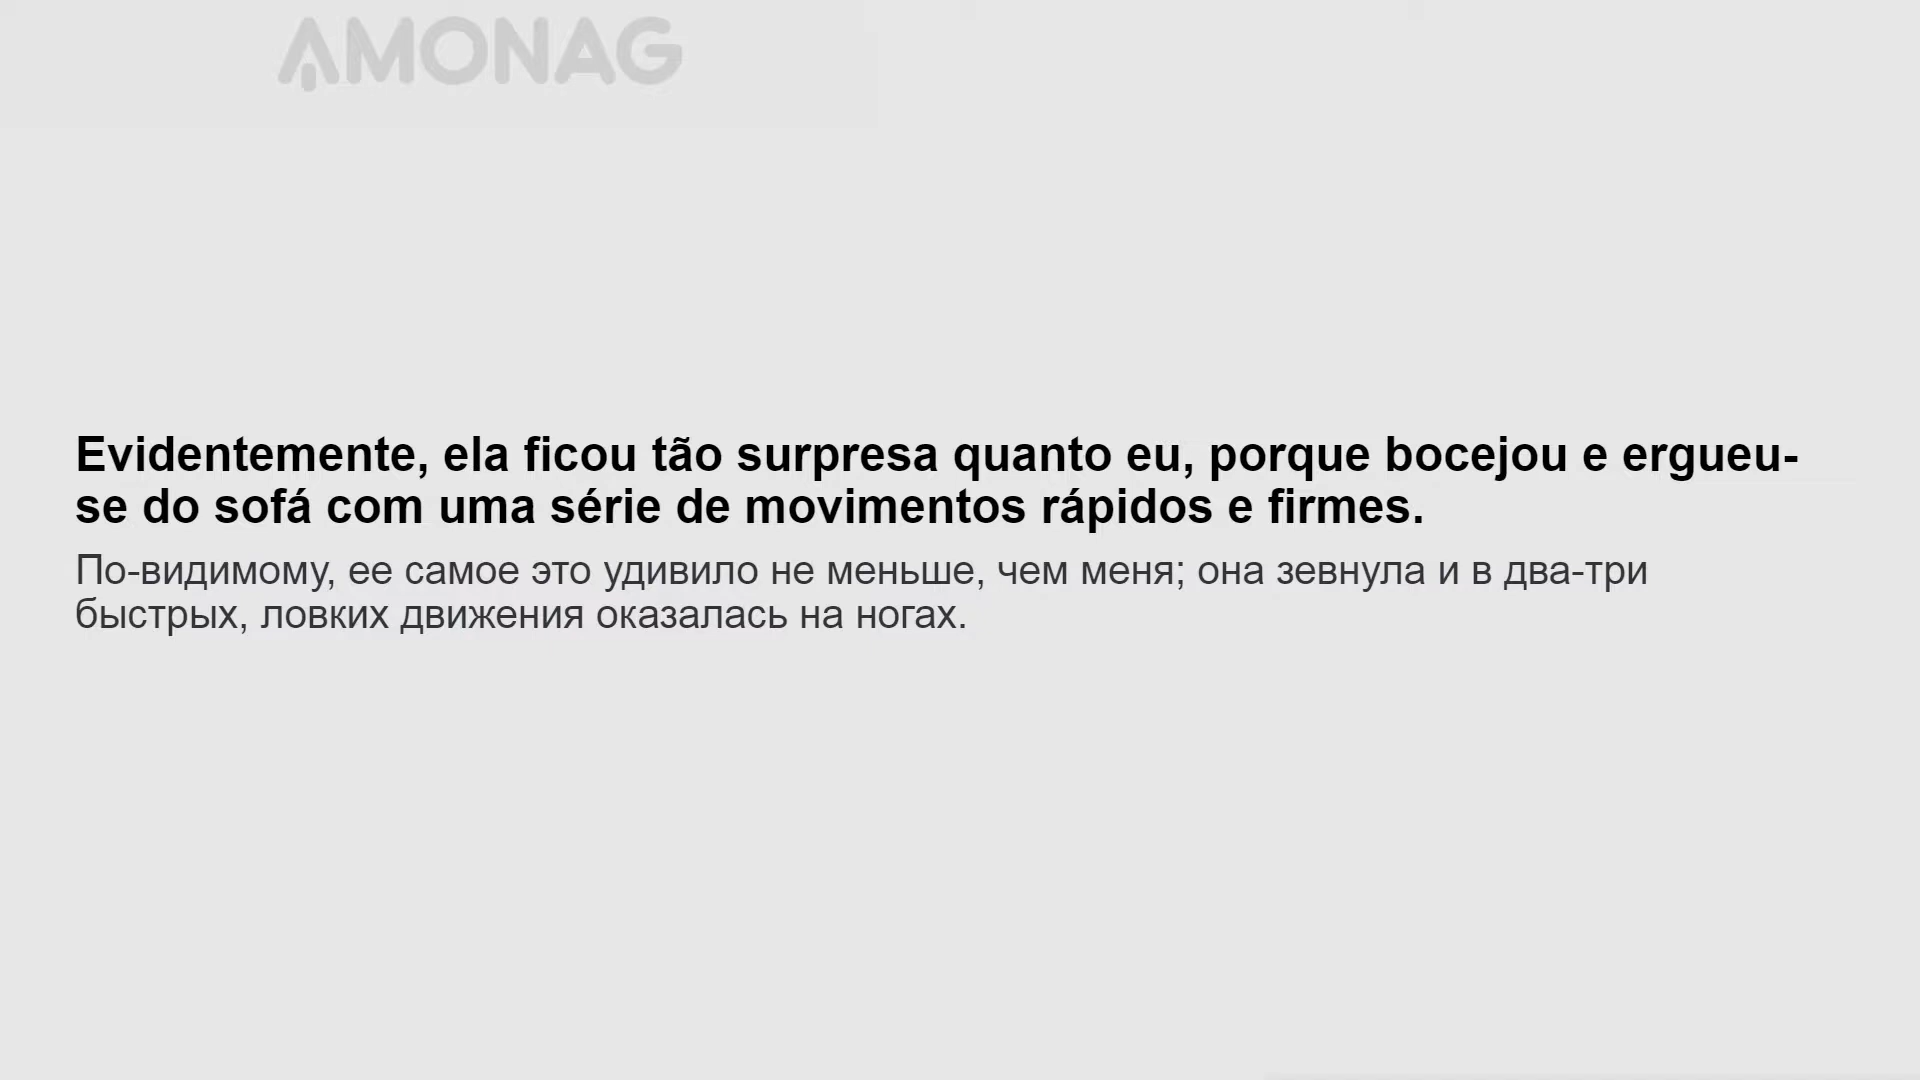 AMONAG
Evidentemente, ela ficou tão surpresa quanto eu, porque bocejou e ergueu-
se do sofá com uma série de movimentos rápidos e firmes.
По-видимому, ее самое это удивило не меньше, чем меня; она зевнула и в два-три
быстрых, ловких движения оказалась на ногах.